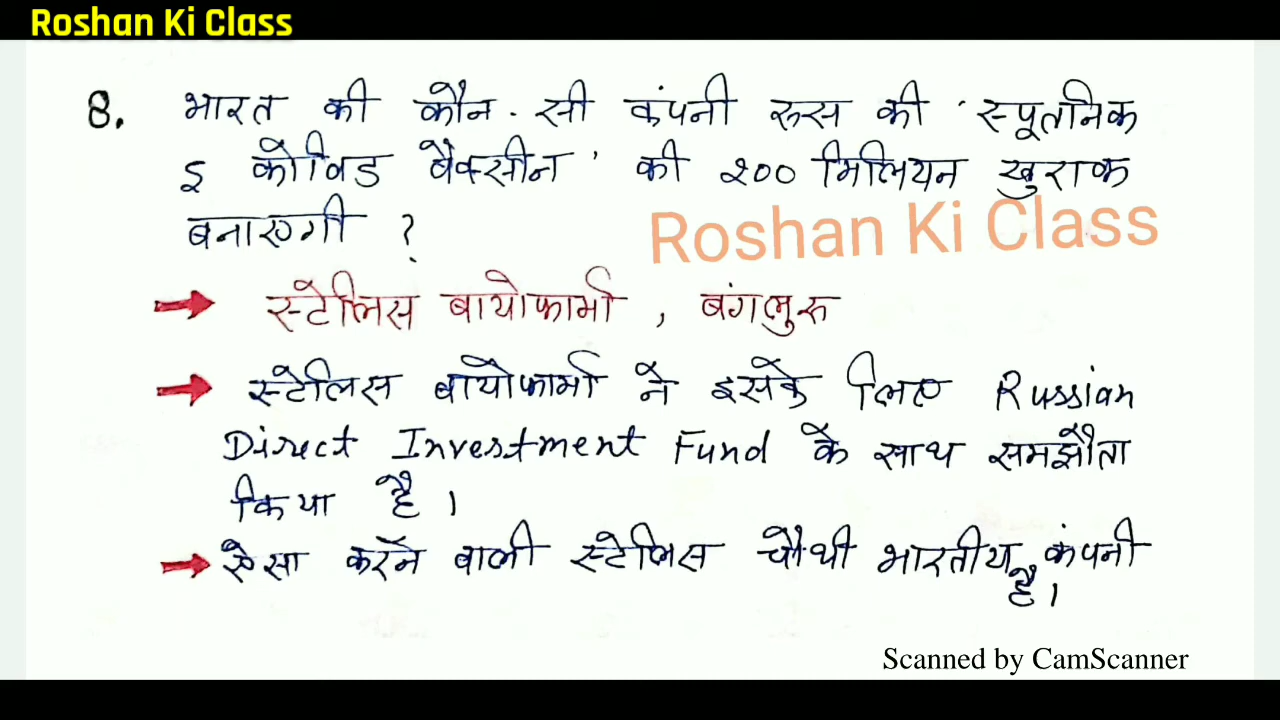 Roshan Ki Class
8. भारत की कौन-सी कंपनी रुस की 'स्पूतनिक
5 कोविड वैक्सीन' की 200 मिलियन खुराक
बनाएगी ?
Roshan Ki Class
स्टेलिस बायोफार्मा , बंगलुरु
स्टेलिस बायोफार्मा ने इसके लिए Russian
Direct Investment Fund के साथ समझौता
किया है ।
ऐसा करने वाली स्टेलिस चौथी भारतीय कंपनी
है ।
Scanned by CamScanner